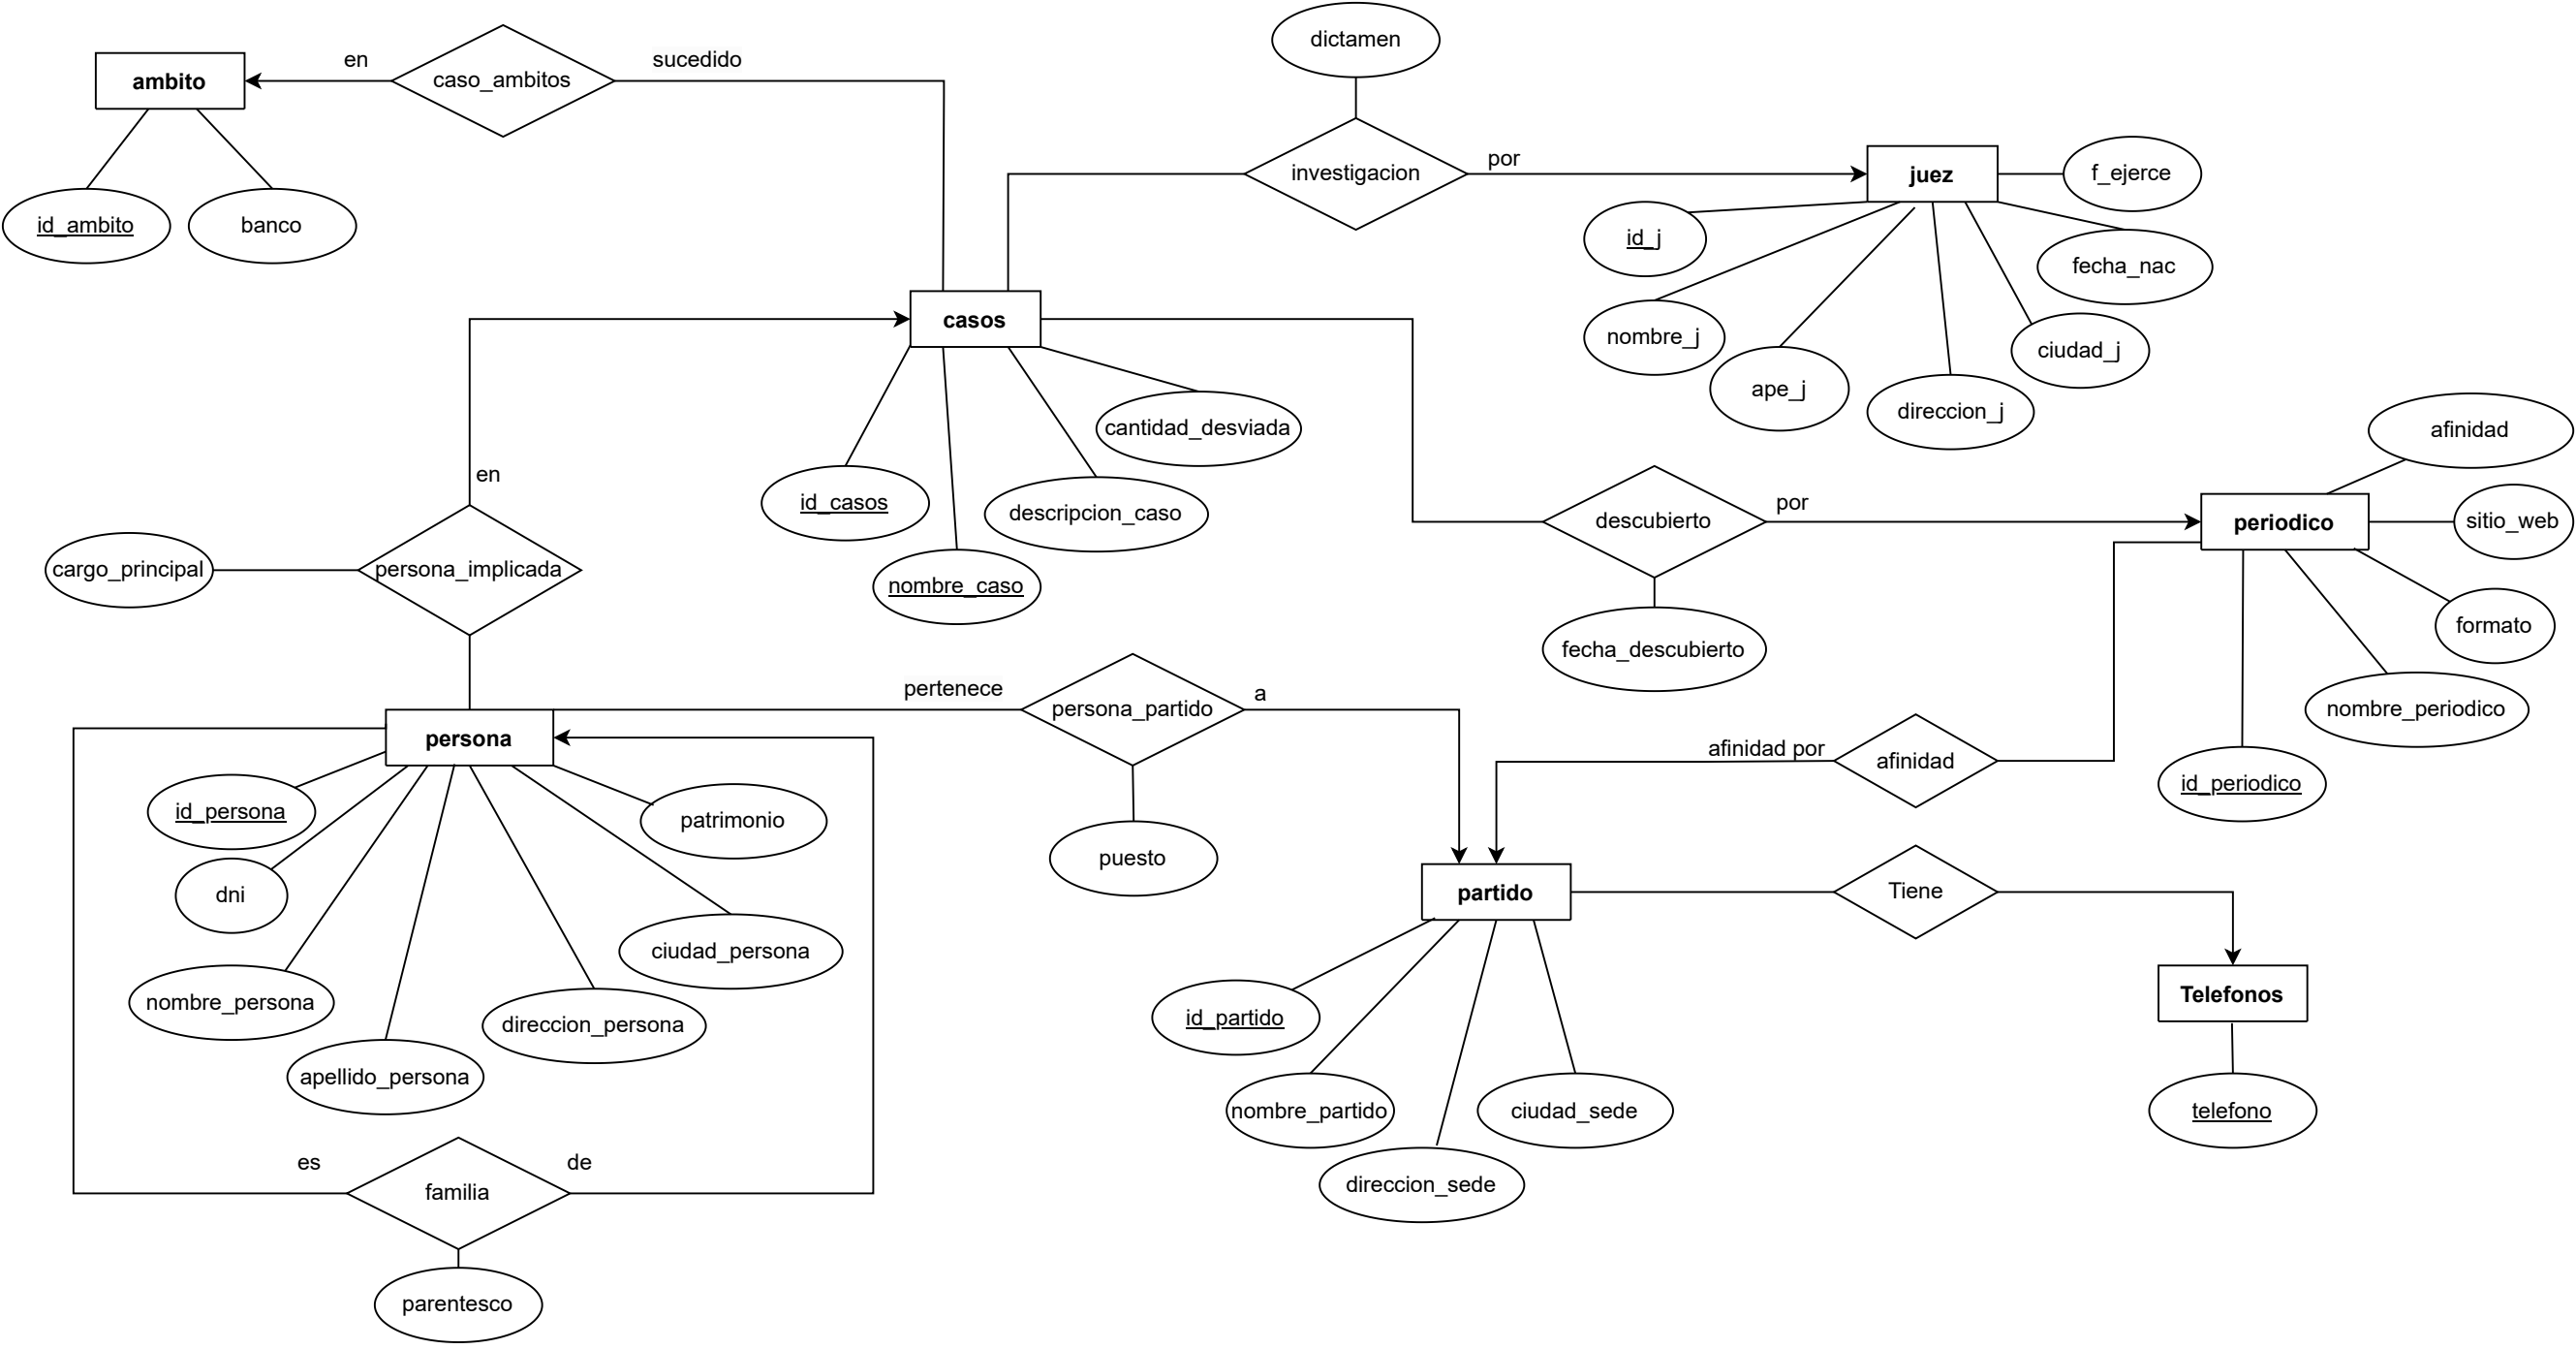 dictamen
en
caso_ambitos
sucedido
ambito
id_ambito
banco
investigacion
por
juez
f_ejerce
id_j
fecha_nac
nombre_j
ape_j
direccion_j
ciudad_j
casos
cantidad_desviada
id_casos
descripcion_caso
nombre_caso
en
cargo_principal
persona_implicada
descubierto
por
fecha_descubierto
afinidad
periodico
sitio_web
formato
nombre_periodico
id_periodico
pertenece
persona_partido
a
puesto
afinidad por
afinidad
persona
id_persona
patrimonio
dni
ciudad_persona
nombre_persona
direccion_persona
apellido_persona
es
familia
de
parentesco
partido
Tiene
Telefonos
telefono
id_partido
nombre_partido
ciudad_sede
direccion_sede